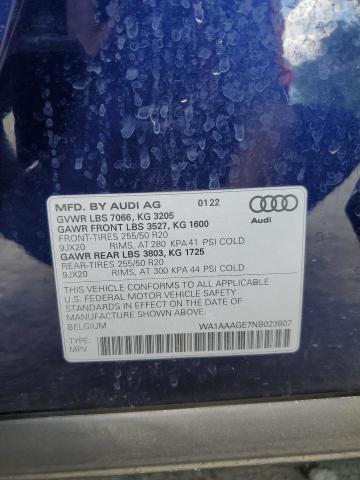 MFD. BY AUDI AG 01 22
GVWR LBS 7066, KG 3205
GAWR FRONT LBS 3527, KG 1600
FRONT-TIRES 255/50 R20
9JX20 RIMS, AT 280 KPA 41 PSI COLD
GAWR REAR LBS 3803, KG 1725
REAR-TIRES 255/50 R20
9JX20 RIMS, AT 300 KPA 44 PSI COLD
Audi
THIS VEHICLE CONFORMS TO ALL APPLICABLE
U.S. FEDERAL MOTOR VEHICLE SAFETY
STANDARDS IN EFFECT ON THE DATE OF
MANUFACTURE SHOWN ABOVE.
BELGIUM WA1AAAGE7NB023807
TYPE:
MPV